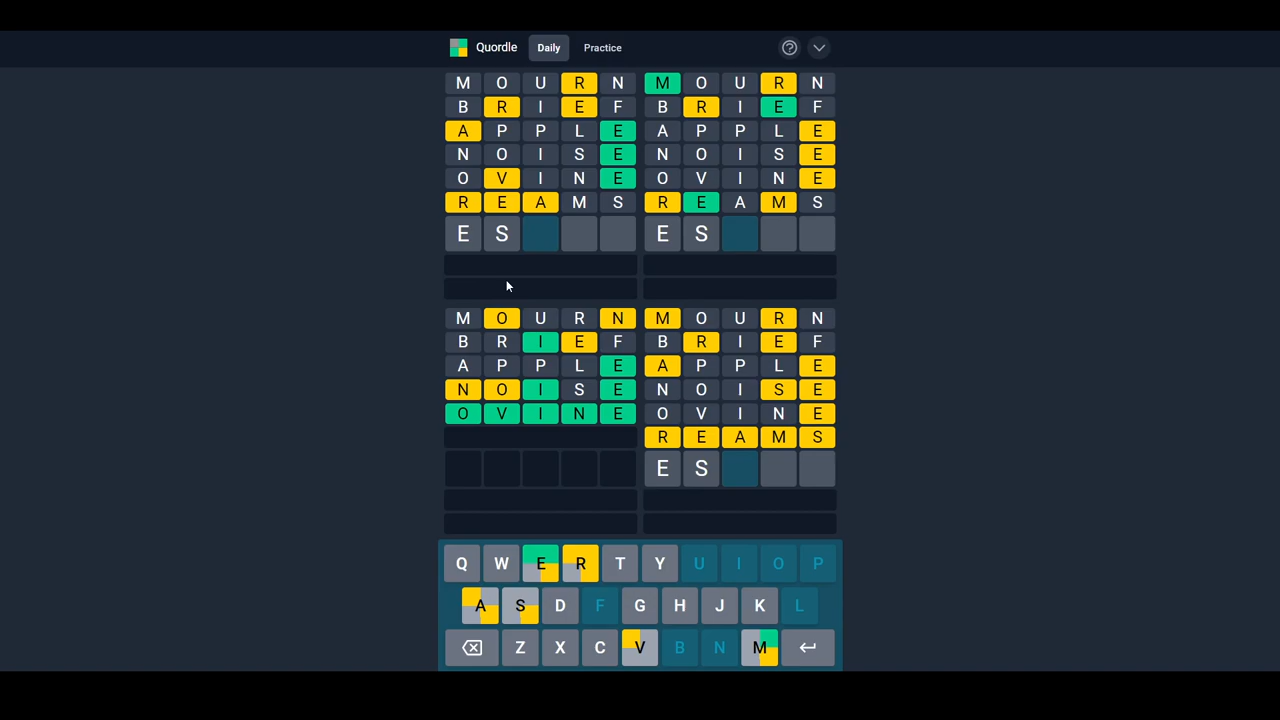 Quordle Daily Practice
M O U R N M O U R N
B R I E F B R I E F
A P P L E A P P L E
N O I S E N O I S E
O V I N E O V I N E
R E A M S R E A M S
E S E S
M O U R N M O U R N
B R I E F B R I E F
A P P L E A P P L E
N O I S E N O I S E
O V I N E O V I N E
R E A M S
E S
Q W E R T Y U I O P
A S D F G H J K L
Z X C V B N M